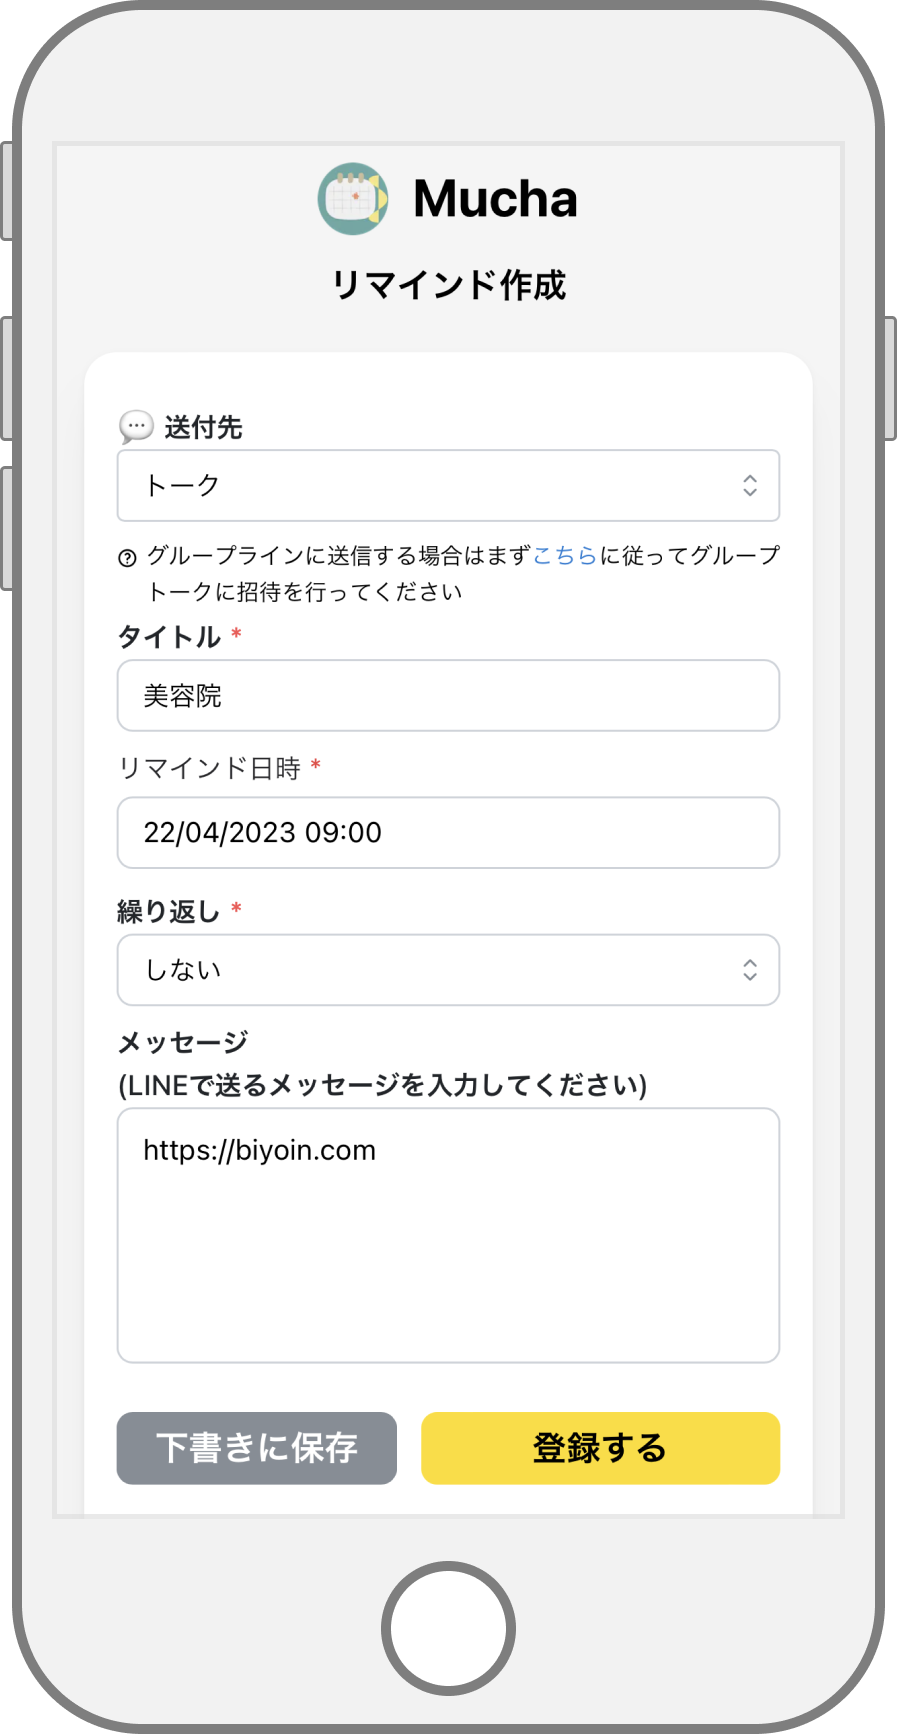 Mucha
リマインド作成
送付先
トーク
グループラインに送信する場合はまずこちらに従ってグループ
トークに招待を行ってください
タイトル *
美容院
リマインド日時 *
22/04/2023 09:00
繰り返し *
しない
メッセージ
(LINEで送るメッセージを入力してください)
https://biyoin.com
下書きに保存 登録する